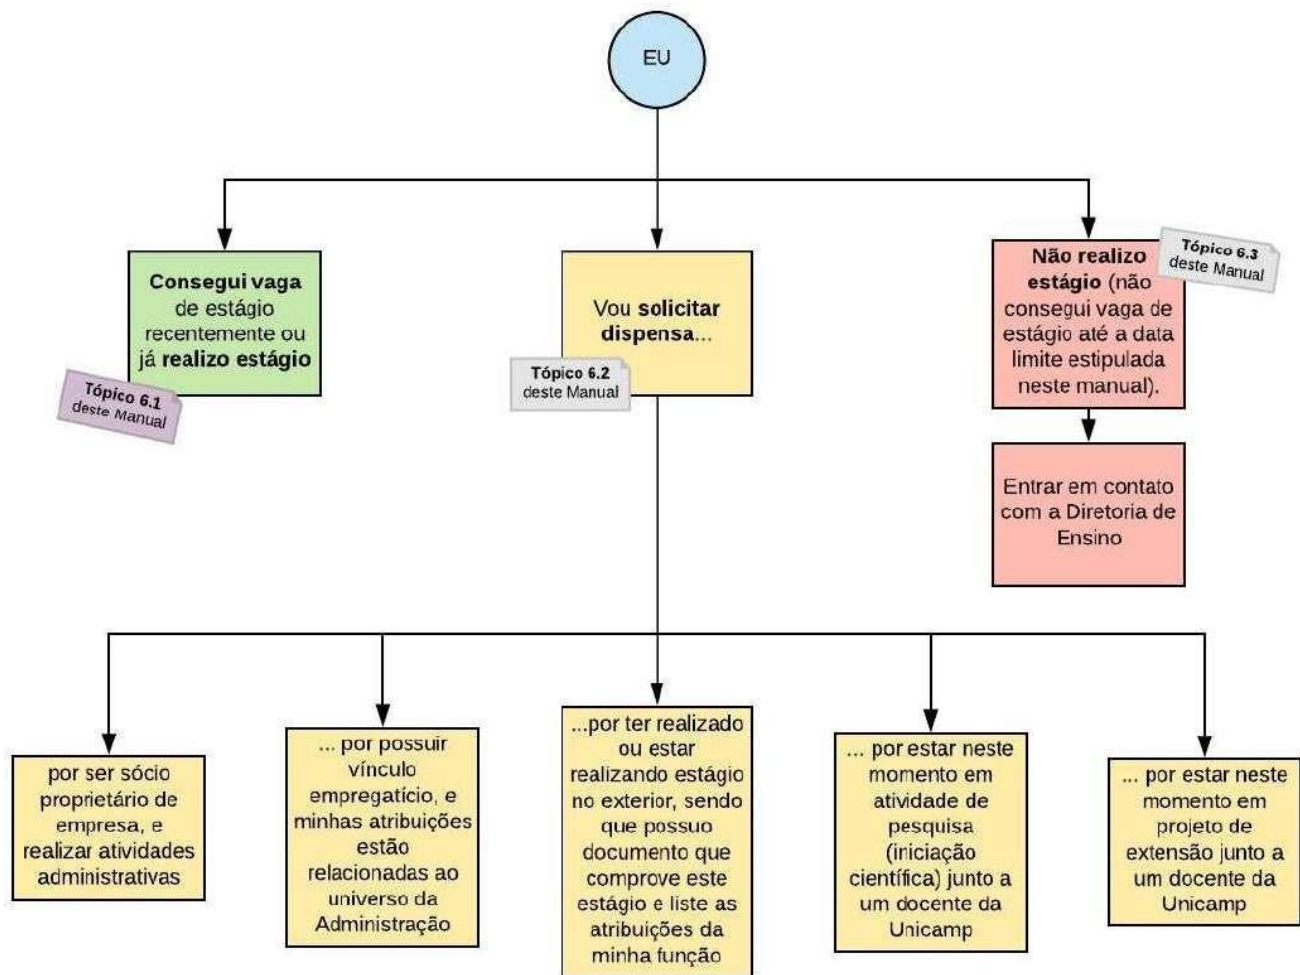 EU
Consegui vaga
de estágio
recentemente ou
já realizo estágio
Tópico 6.1
deste Manual
Vou solicitar
dispensa...
Tópico 6.2
deste Manual
Não realizo
estágio (não
consegui vaga de
estágio até a data
limite estipulada
neste manual).
Tópico 6.3
deste Manual
Entrar em contato
com a Diretoria de
Ensino
por ser sócio
proprietário de
empresa, e
realizar atividades
administrativas
... por possuir
vínculo
empregatício, e
minhas atribuições
estão
relacionadas ao
universo da
Administração
...por ter realizado
ou estar
realizando estágio
no exterior, sendo
que possuo
documento que
comprove este
estágio e liste as
atribuições da
minha função
... por estar neste
momento em
atividade de
pesquisa
(iniciação
científica) junto a
um docente da
Unicamp
... por estar neste
momento em
projeto de
extensão junto a
um docente da
Unicamp